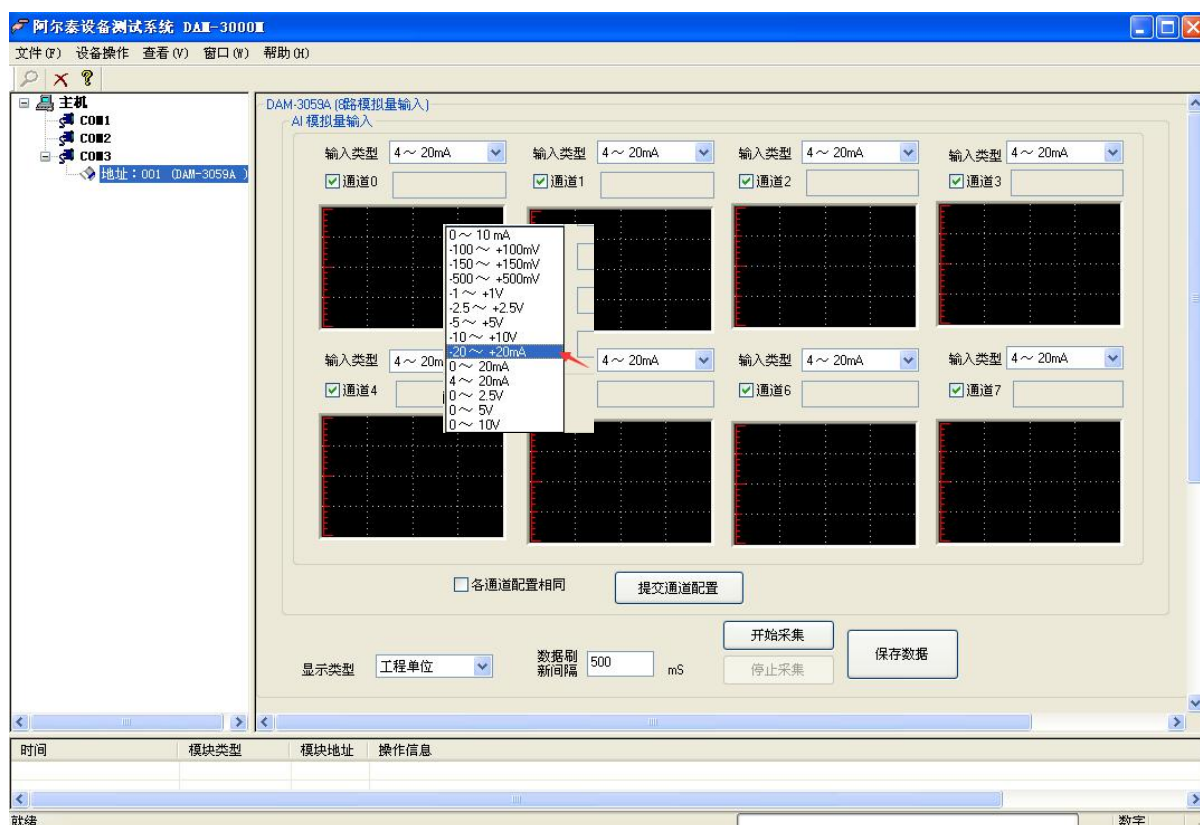 阿尔泰设备测试系统 DAM-3000M
文件(F) 设备操作 查看(V) 窗口(W) 帮助(H)
主机
COM1
COM2
COM3
地址：001 (DAM-3059A )
DAM-3059A (8路模拟量输入)
AI 模拟量输入
输入类型 4～ 20mA 输入类型 4～ 20mA 输入类型 4～ 20mA 输入类型 4～ 20mA
通道0 通道1 通道2 通道3
0～ 10 mA
-100～ +100mV
-150～ +150mV
-500～ +500mV
-1～ +1V
-2.5～ +2.5V
-5～ +5V
-10～ +10V
-20～ +20mA
0～ 20mA
4～ 20mA
0～ 2.5V
0～ 5V
0～ 10V
输入类型 4～ 20m 4～ 20mA 输入类型 4～ 20mA 输入类型 4～ 20mA
通道4 通道6 通道7
各通道配置相同 提交通道配置
开始采集
显示类型 工程单位 数据刷新间隔 500 mS 停止采集 保存数据
时间 模块类型 模块地址 操作信息
就绪 数字